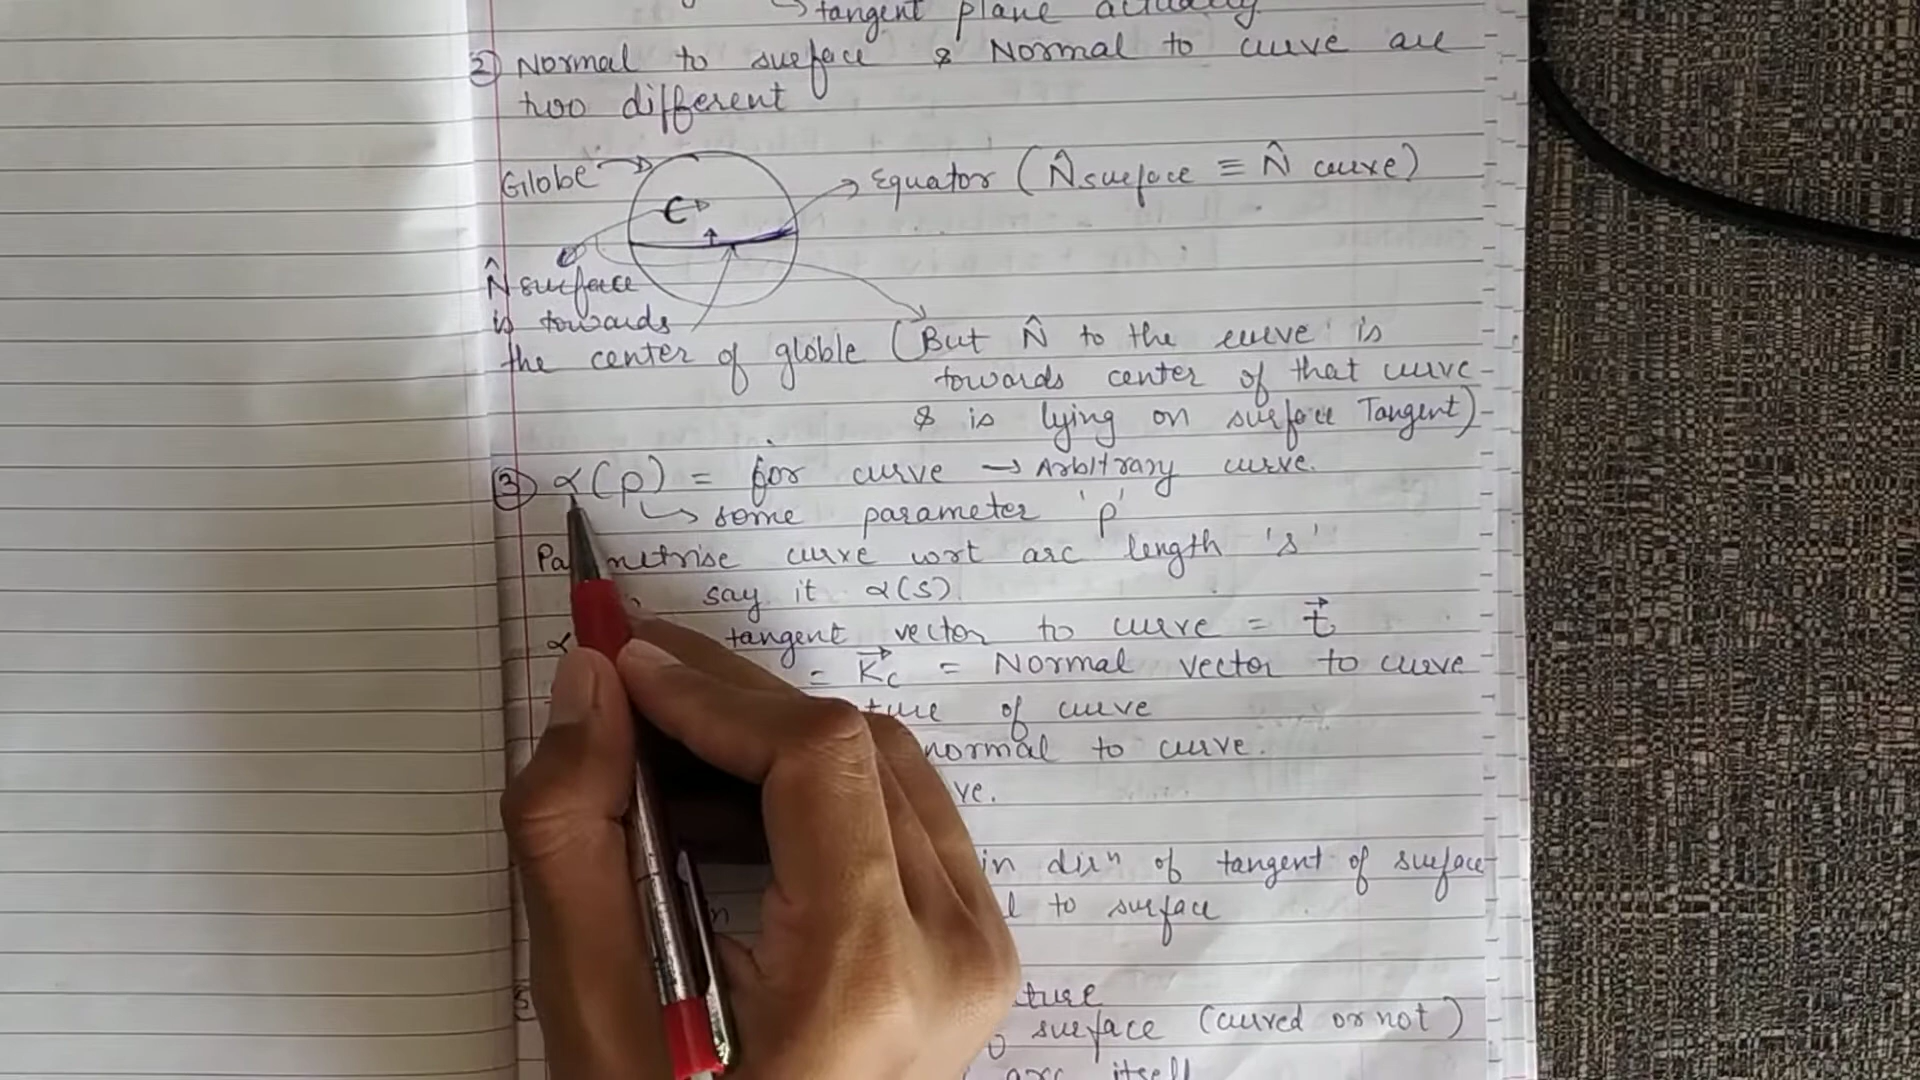 tangent plane actually
② Normal to surface & Normal to curve are
two different
Globe
C
Equator (N̂ surface ≡ N̂ curve)
N̂ surface
is towards
the center of globle (But N̂ to the curve is
towards center of that curve
& is lying on surface Tangent)
③ α(p) = for curve → Arbitrary curve.
↳ some parameter 'p'
curve wrt arc length 's'
say it α(s)
α tangent vector to curve = t⃗
= K⃗c = Normal vector to curve
of curve
normal to curve.
in dirⁿ of tangent of surface
to surface
surface (curved or not)
arc itself